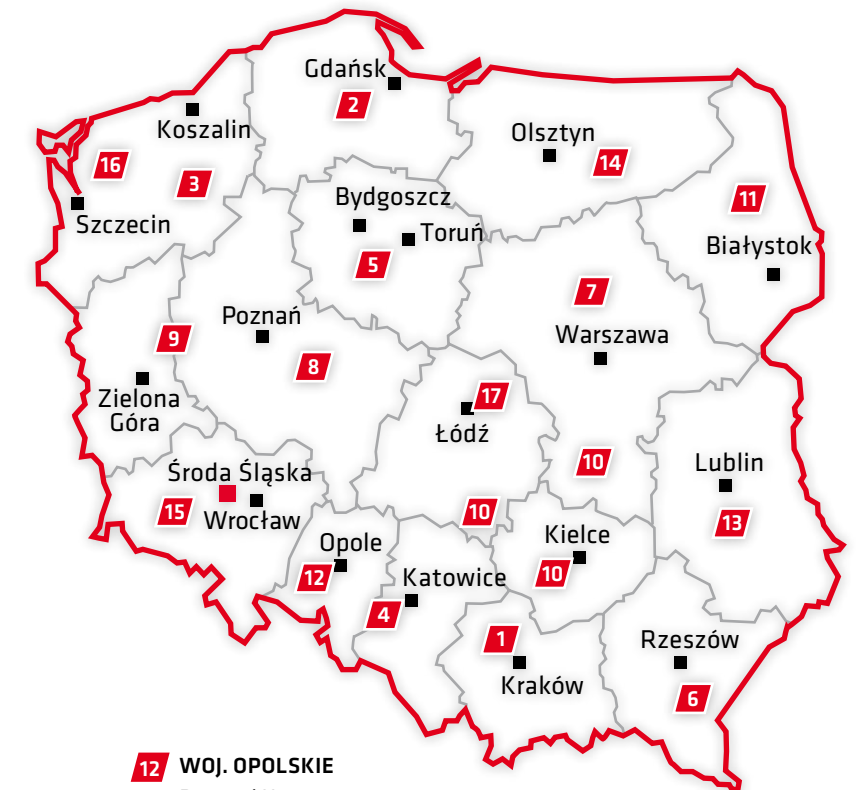 Gdańsk
2
Koszalin
Olsztyn
14
16
3
Bydgoszcz
11
Szczecin
Toruń
Białystok
5
7
Poznań
Warszawa
9
8
Zielona
Góra
17
Łódź
10
Lublin
Środa Śląska
15
Wrocław
10
13
Kielce
Opole
10
12
Katowice
4
1
Rzeszów
Kraków
6
12 WOJ. OPOLSKIE